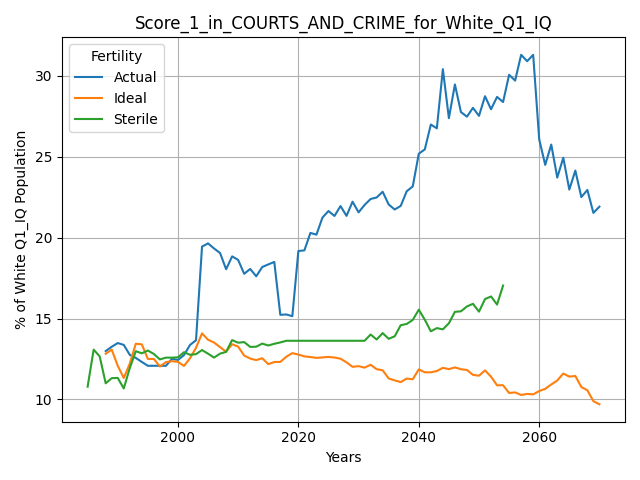 Score_1_in_COURTS_AND_CRIME_for_White_Q1_IQ
Fertility
Actual
Ideal
Sterile
% of White Q1_IQ Population
30
25
20
15
10
2000
2020
2040
2060
Years